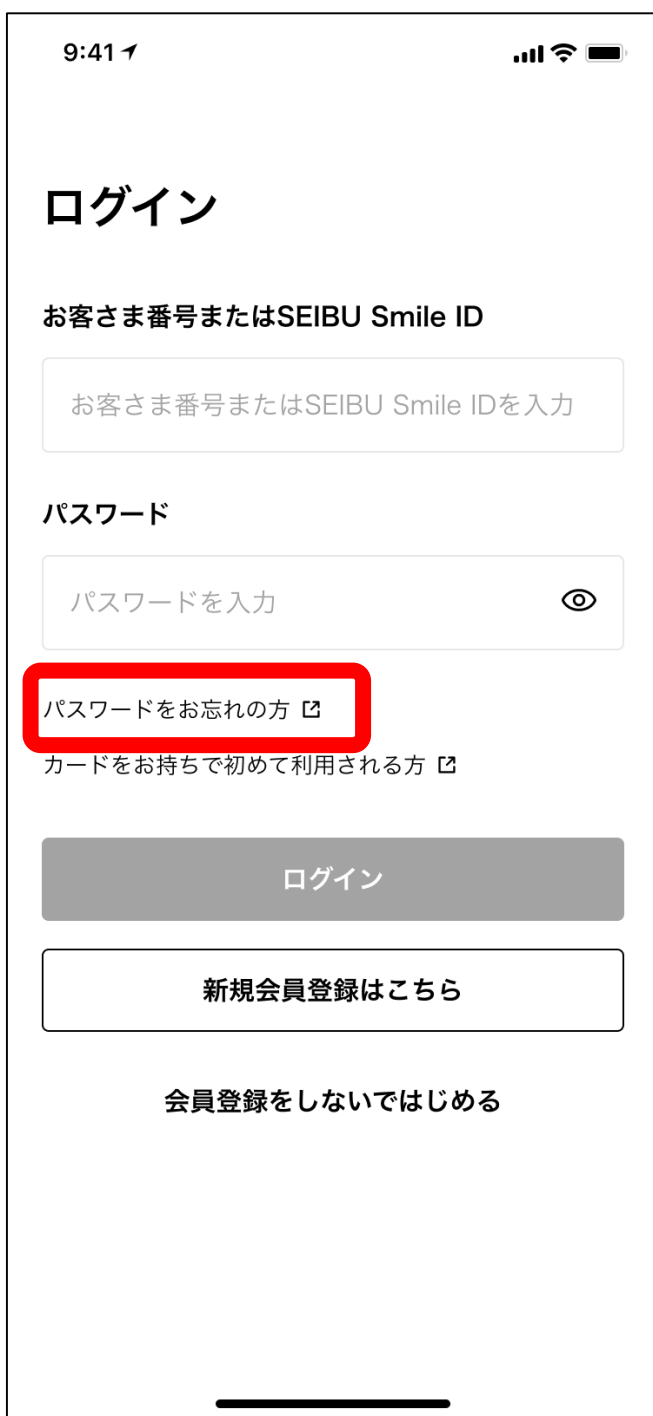 9:41
ログイン
お客さま番号またはSEIBU Smile ID
お客さま番号またはSEIBU Smile IDを入力
パスワード
パスワードを入力
パスワードをお忘れの方
カードをお持ちで初めて利用される方
ログイン
新規会員登録はこちら
会員登録をしないではじめる